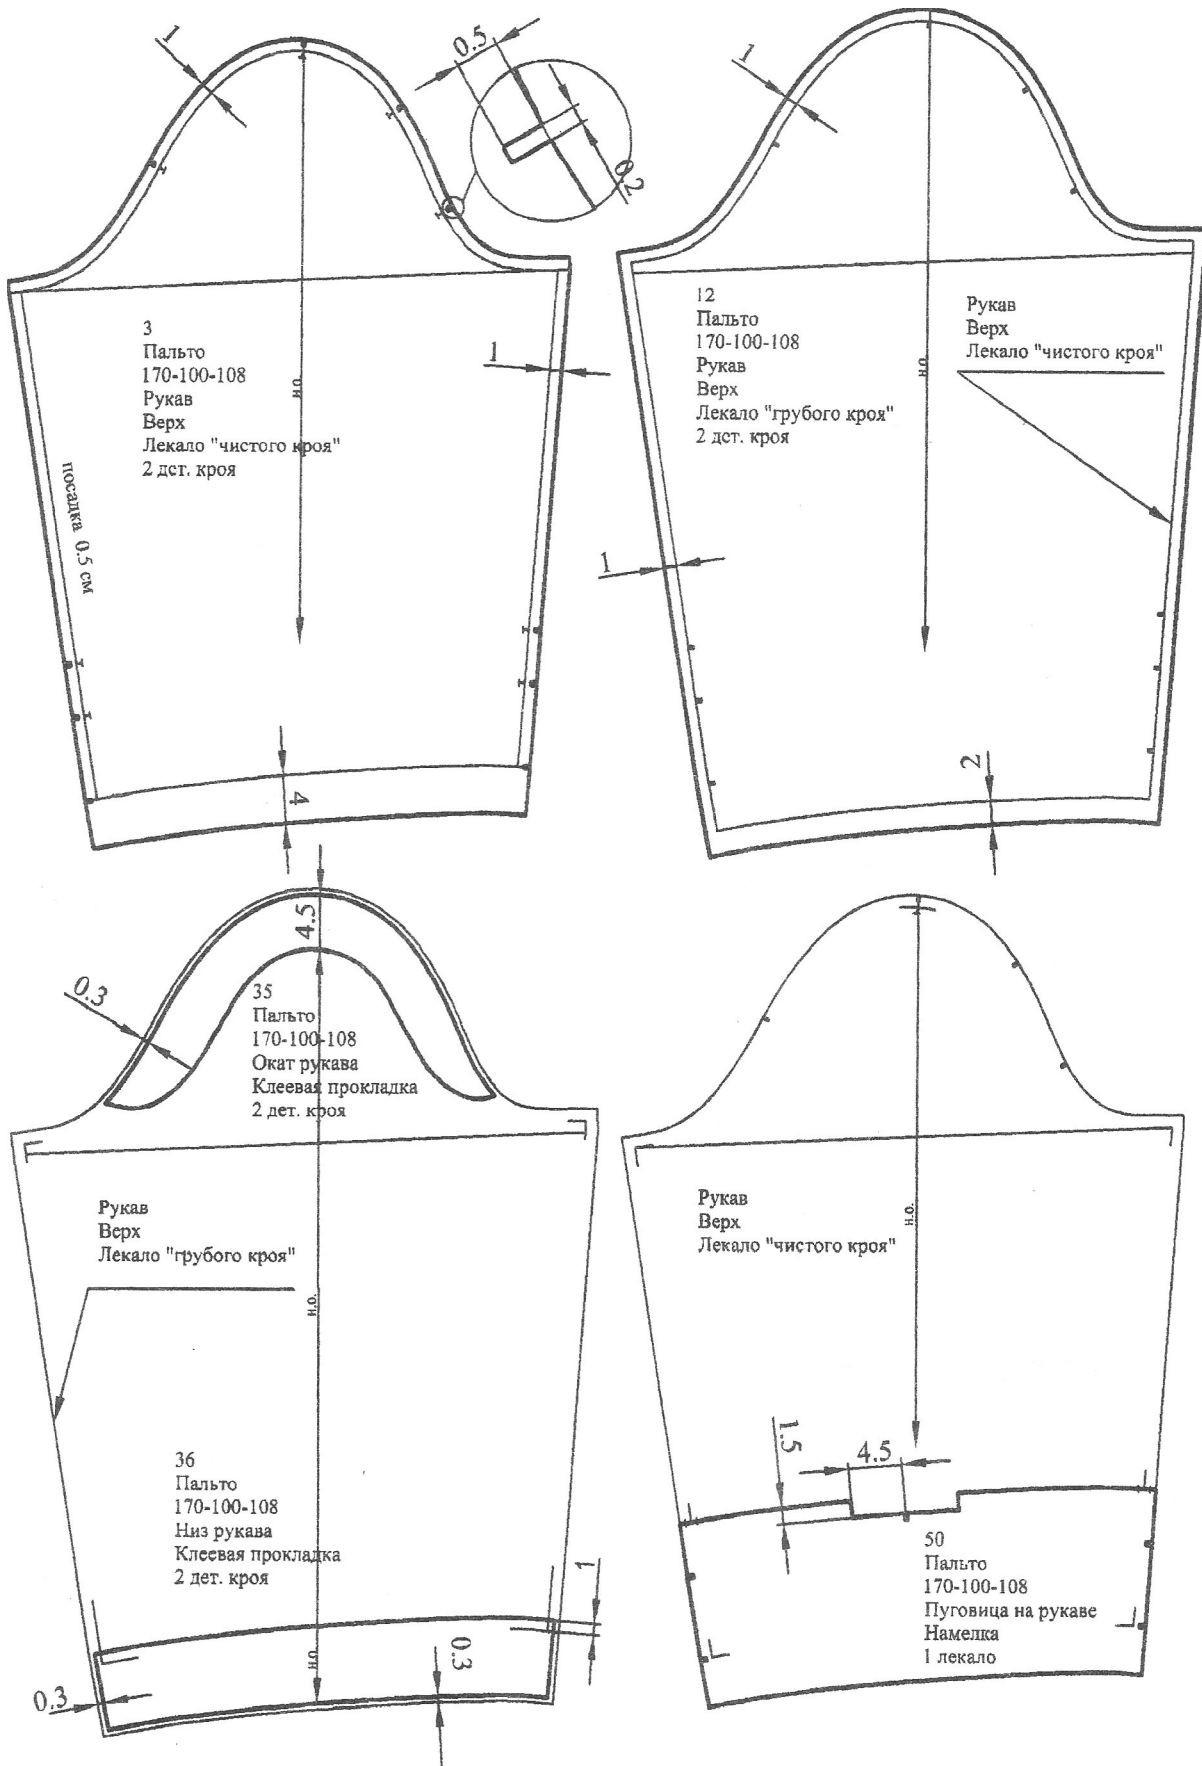 1
0.5
0.2
3
Пальто
170-100-108
Рукав
Верх
Лекало "чистого кроя"
2 дет. кроя
н.о.
1
посадка 0.5 см
4
1
12
Пальто
170-100-108
Рукав
Верх
Лекало "грубого кроя"
2 дет. кроя
н.о.
Рукав
Верх
Лекало "чистого кроя"
1
2
4.5
0.3
35
Пальто
170-100-108
Окат рукава
Клеевая прокладка
2 дет. кроя
Рукав
Верх
Лекало "грубого кроя"
н.о.
36
Пальто
170-100-108
Низ рукава
Клеевая прокладка
2 дет. кроя
1
н.о.
0.3
0.3
Рукав
Верх
Лекало "чистого кроя"
н.о.
1.5
4.5
50
Пальто
170-100-108
Пуговица на рукаве
Намелка
1 лекало